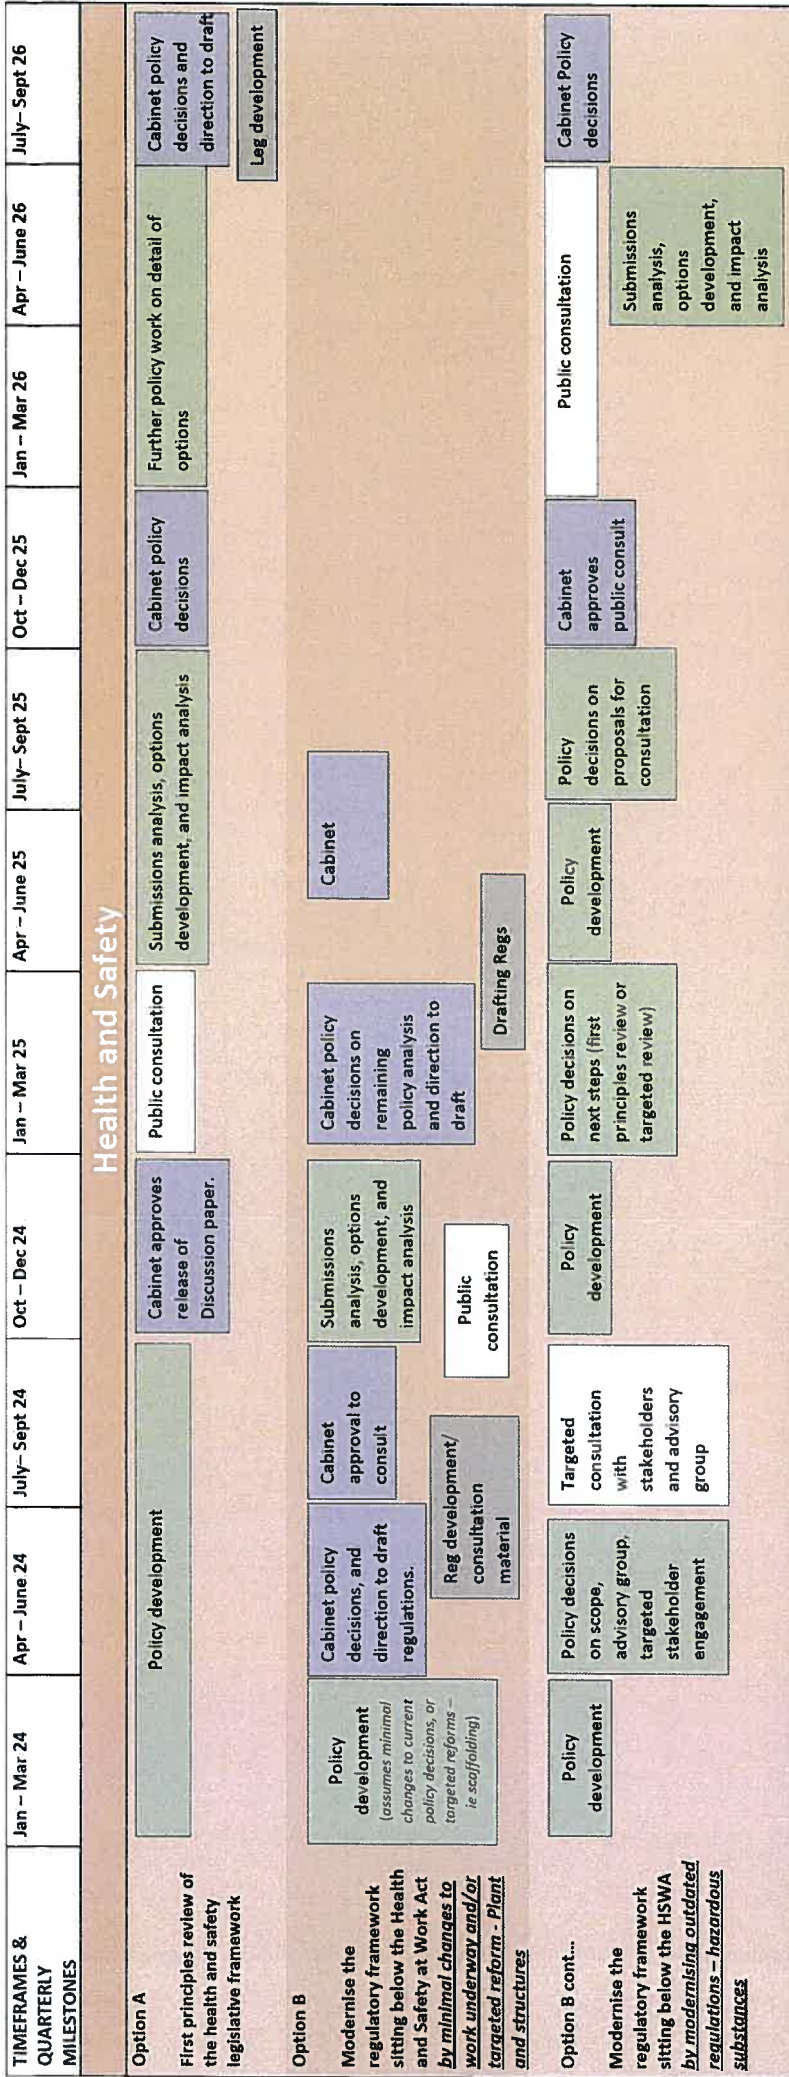 TIMEFRAMES &
QUARTERLY
MILESTONES
Jan – Mar 24
Apr – June 24
July– Sept 24
Oct – Dec 24
Jan – Mar 25
Apr – June 25
July– Sept 25
Oct – Dec 25
Jan – Mar 26
Apr – June 26
July– Sept 26
Health and Safety
Option A
First principles review of
the health and safety
legislative framework
Policy development
Cabinet approves
release of
Discussion paper.
Public consultation
Submissions analysis, options
development, and impact analysis
Cabinet policy
decisions
Further policy work on detail of
options
Cabinet policy
decisions and
direction to draft
Leg development
Option B
Modernise the
regulatory framework
sitting below the Health
and Safety at Work Act
by minimal changes to
work underway and/or
targeted reform - Plant
and structures
Policy
development
(assumes minimal
changes to current
policy decisions, or
targeted reforms –
ie scaffolding)
Cabinet policy
decisions, and
direction to draft
regulations.
Reg development/
consultation
material
Cabinet
approval to
consult
Public
consultation
Submissions
analysis, options
development, and
impact analysis
Cabinet policy
decisions on
remaining
policy analysis
and direction to
draft
Drafting Regs
Cabinet
Option B cont...
Modernise the
regulatory framework
sitting below the HSWA
by modernising outdated
regulations – hazardous
substances
Policy
development
Policy decisions
on scope,
advisory group,
targeted
stakeholder
engagement
Targeted
consultation
with
stakeholders
and advisory
group
Policy
development
Policy decisions on
next steps (first
principles review or
targeted review)
Policy
development
Policy
decisions on
proposals for
consultation
Cabinet
approves
public consult
Public consultation
Submissions
analysis,
options
development,
and impact
analysis
Cabinet Policy
decisions